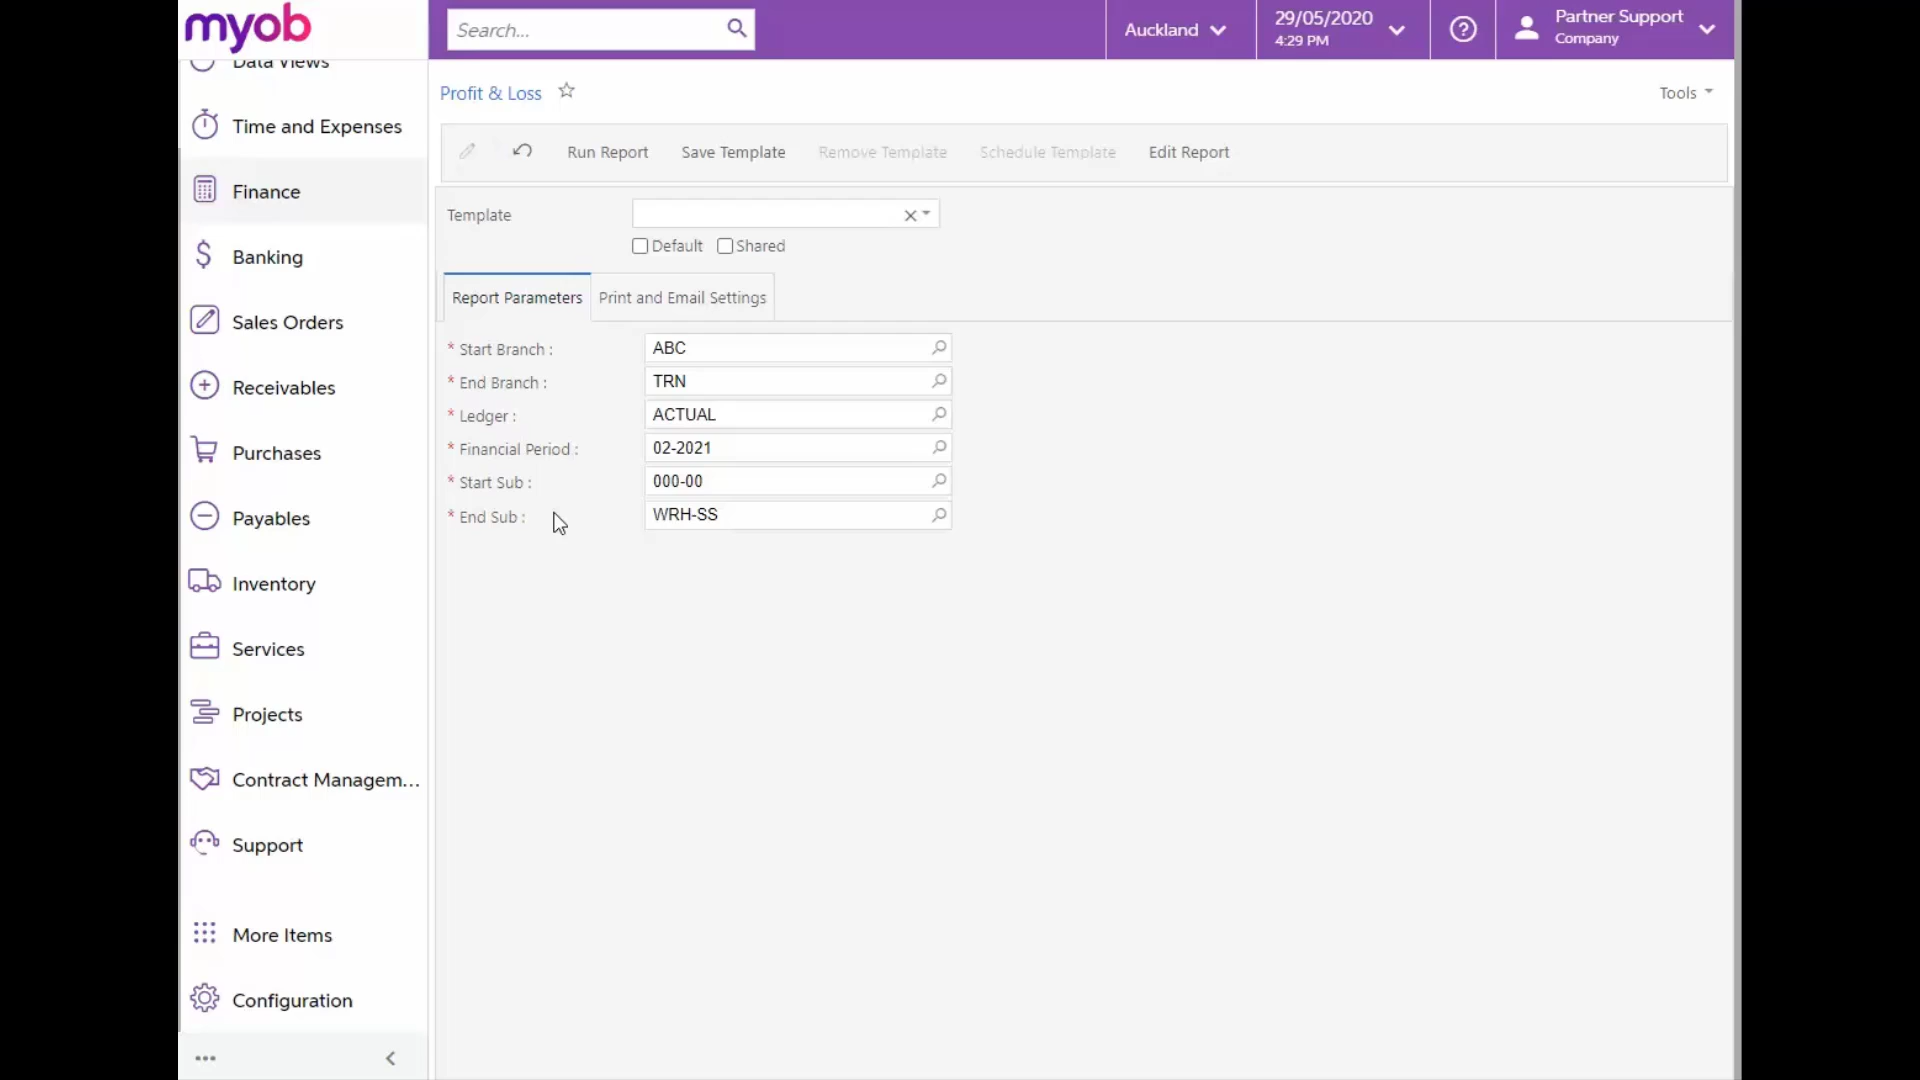 myob
Search...
Auckland
29/05/2020
4:29 PM
Partner Support
Company
Data Views
Time and Expenses
Finance
Banking
Sales Orders
Receivables
Purchases
Payables
Inventory
Services
Projects
Contract Managem...
Support
More Items
Configuration
Profit & Loss
Tools
Run Report Save Template Remove Template Schedule Template Edit Report
Template
Default Shared
Report Parameters Print and Email Settings
* Start Branch : ABC
* End Branch : TRN
* Ledger : ACTUAL
* Financial Period : 02-2021
* Start Sub : 000-00
* End Sub : WRH-SS